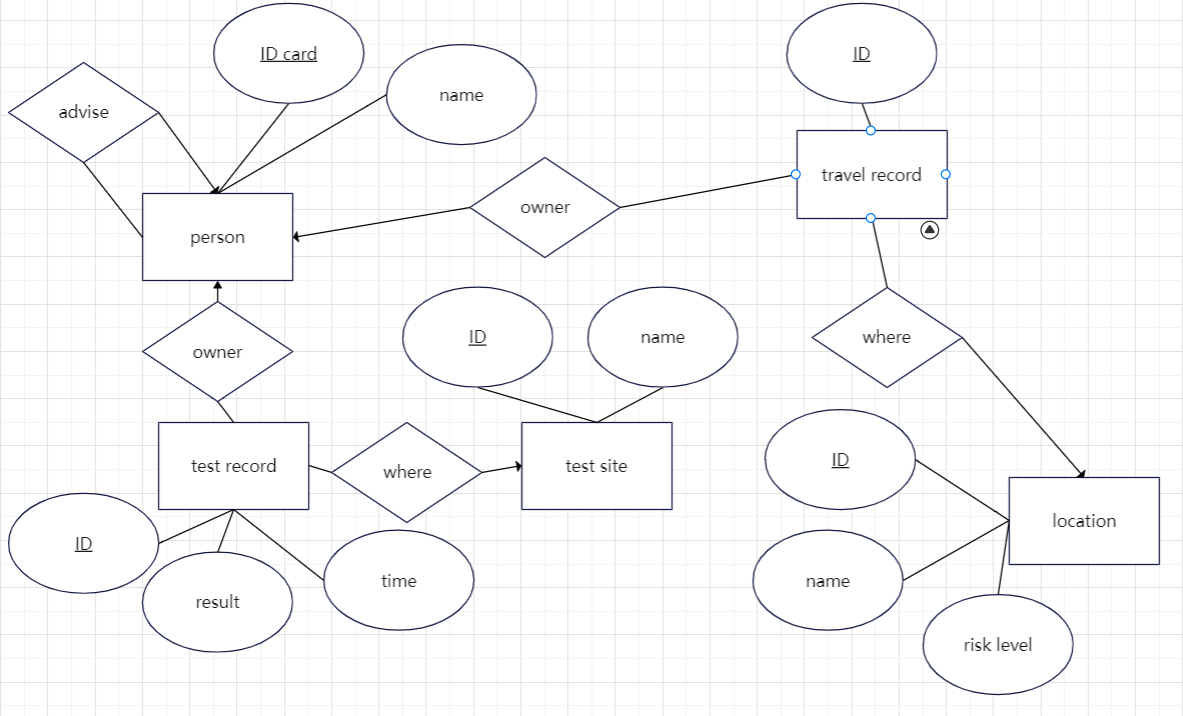 ID card
ID
name
advise
travel record
owner
person
ID
name
where
owner
ID
test record
where
test site
location
ID
time
name
result
risk level